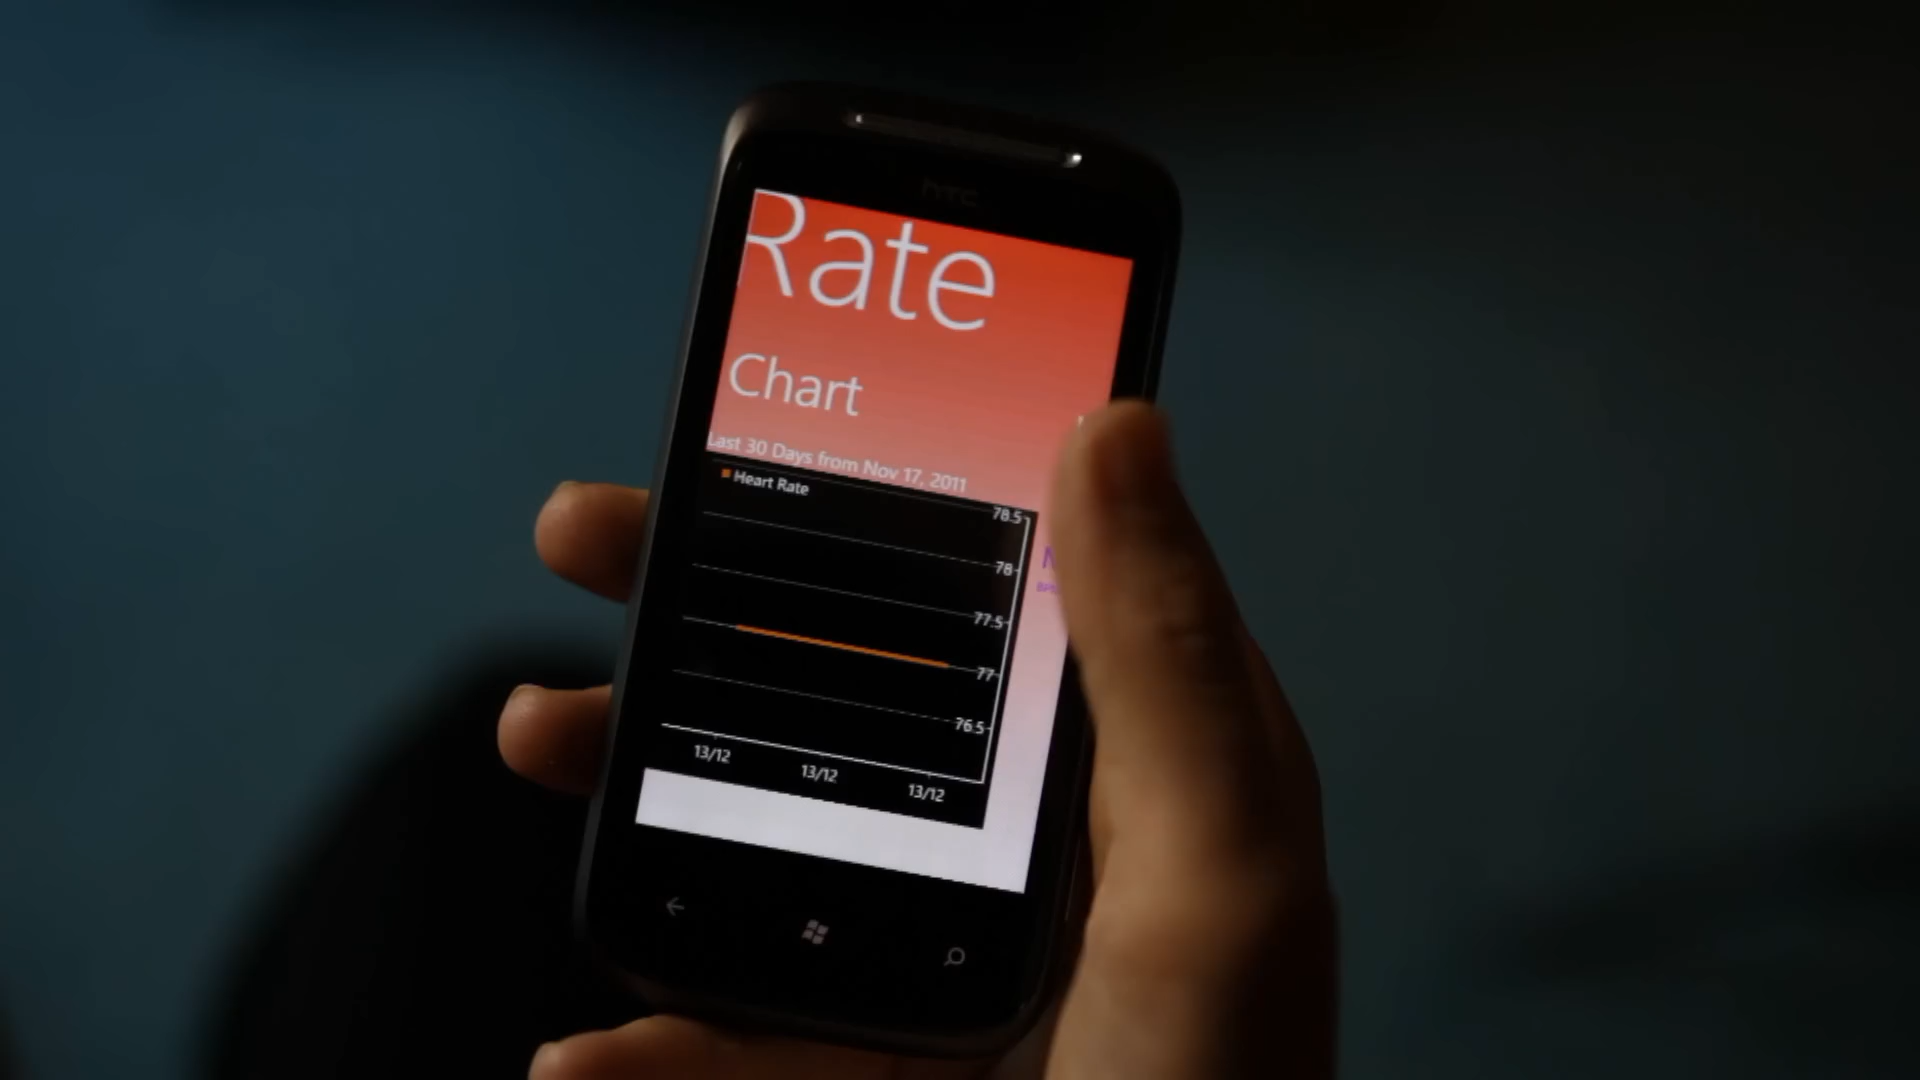 hTC
Rate
Chart
Last 30 Days from Nov 17, 2011
Heart Rate
78.5
78
77.5
77
76.5
13/12
13/12
13/12